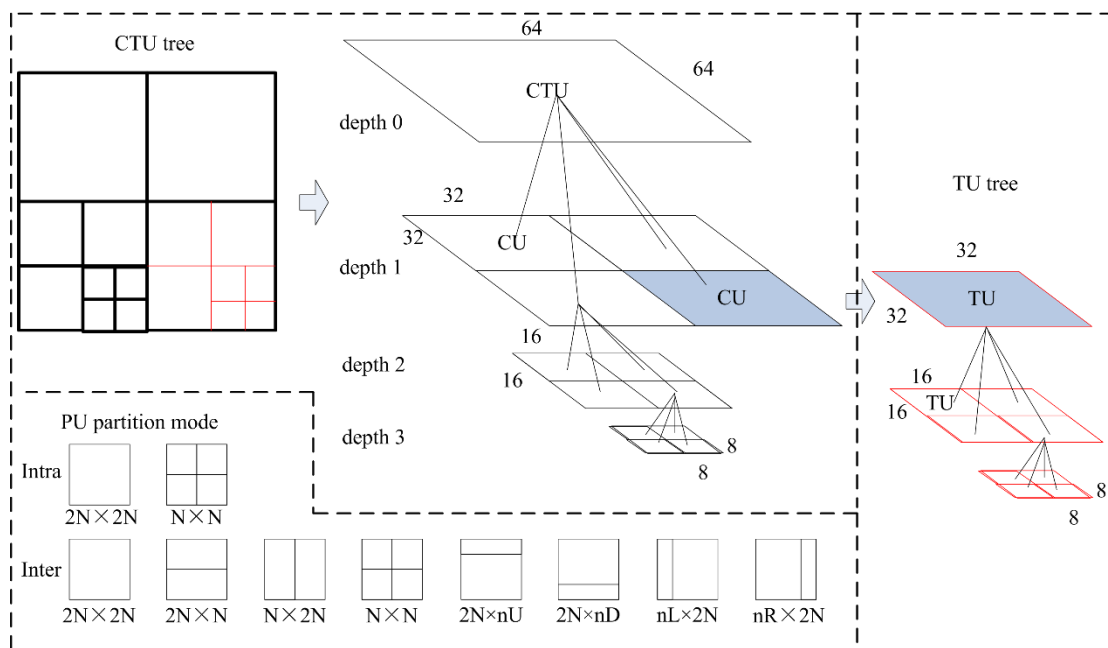 CTU tree
64
64
CTU
depth 0
32
32
CU
depth 1
CU
16
depth 2
16
depth 3
8
8
TU tree
32
TU
32
16
TU
16
8
8
PU partition mode
Intra
2N×2N
N×N
Inter
2N×2N
2N×N
N×2N
N×N
2N×nU
2N×nD
nL×2N
nR×2N